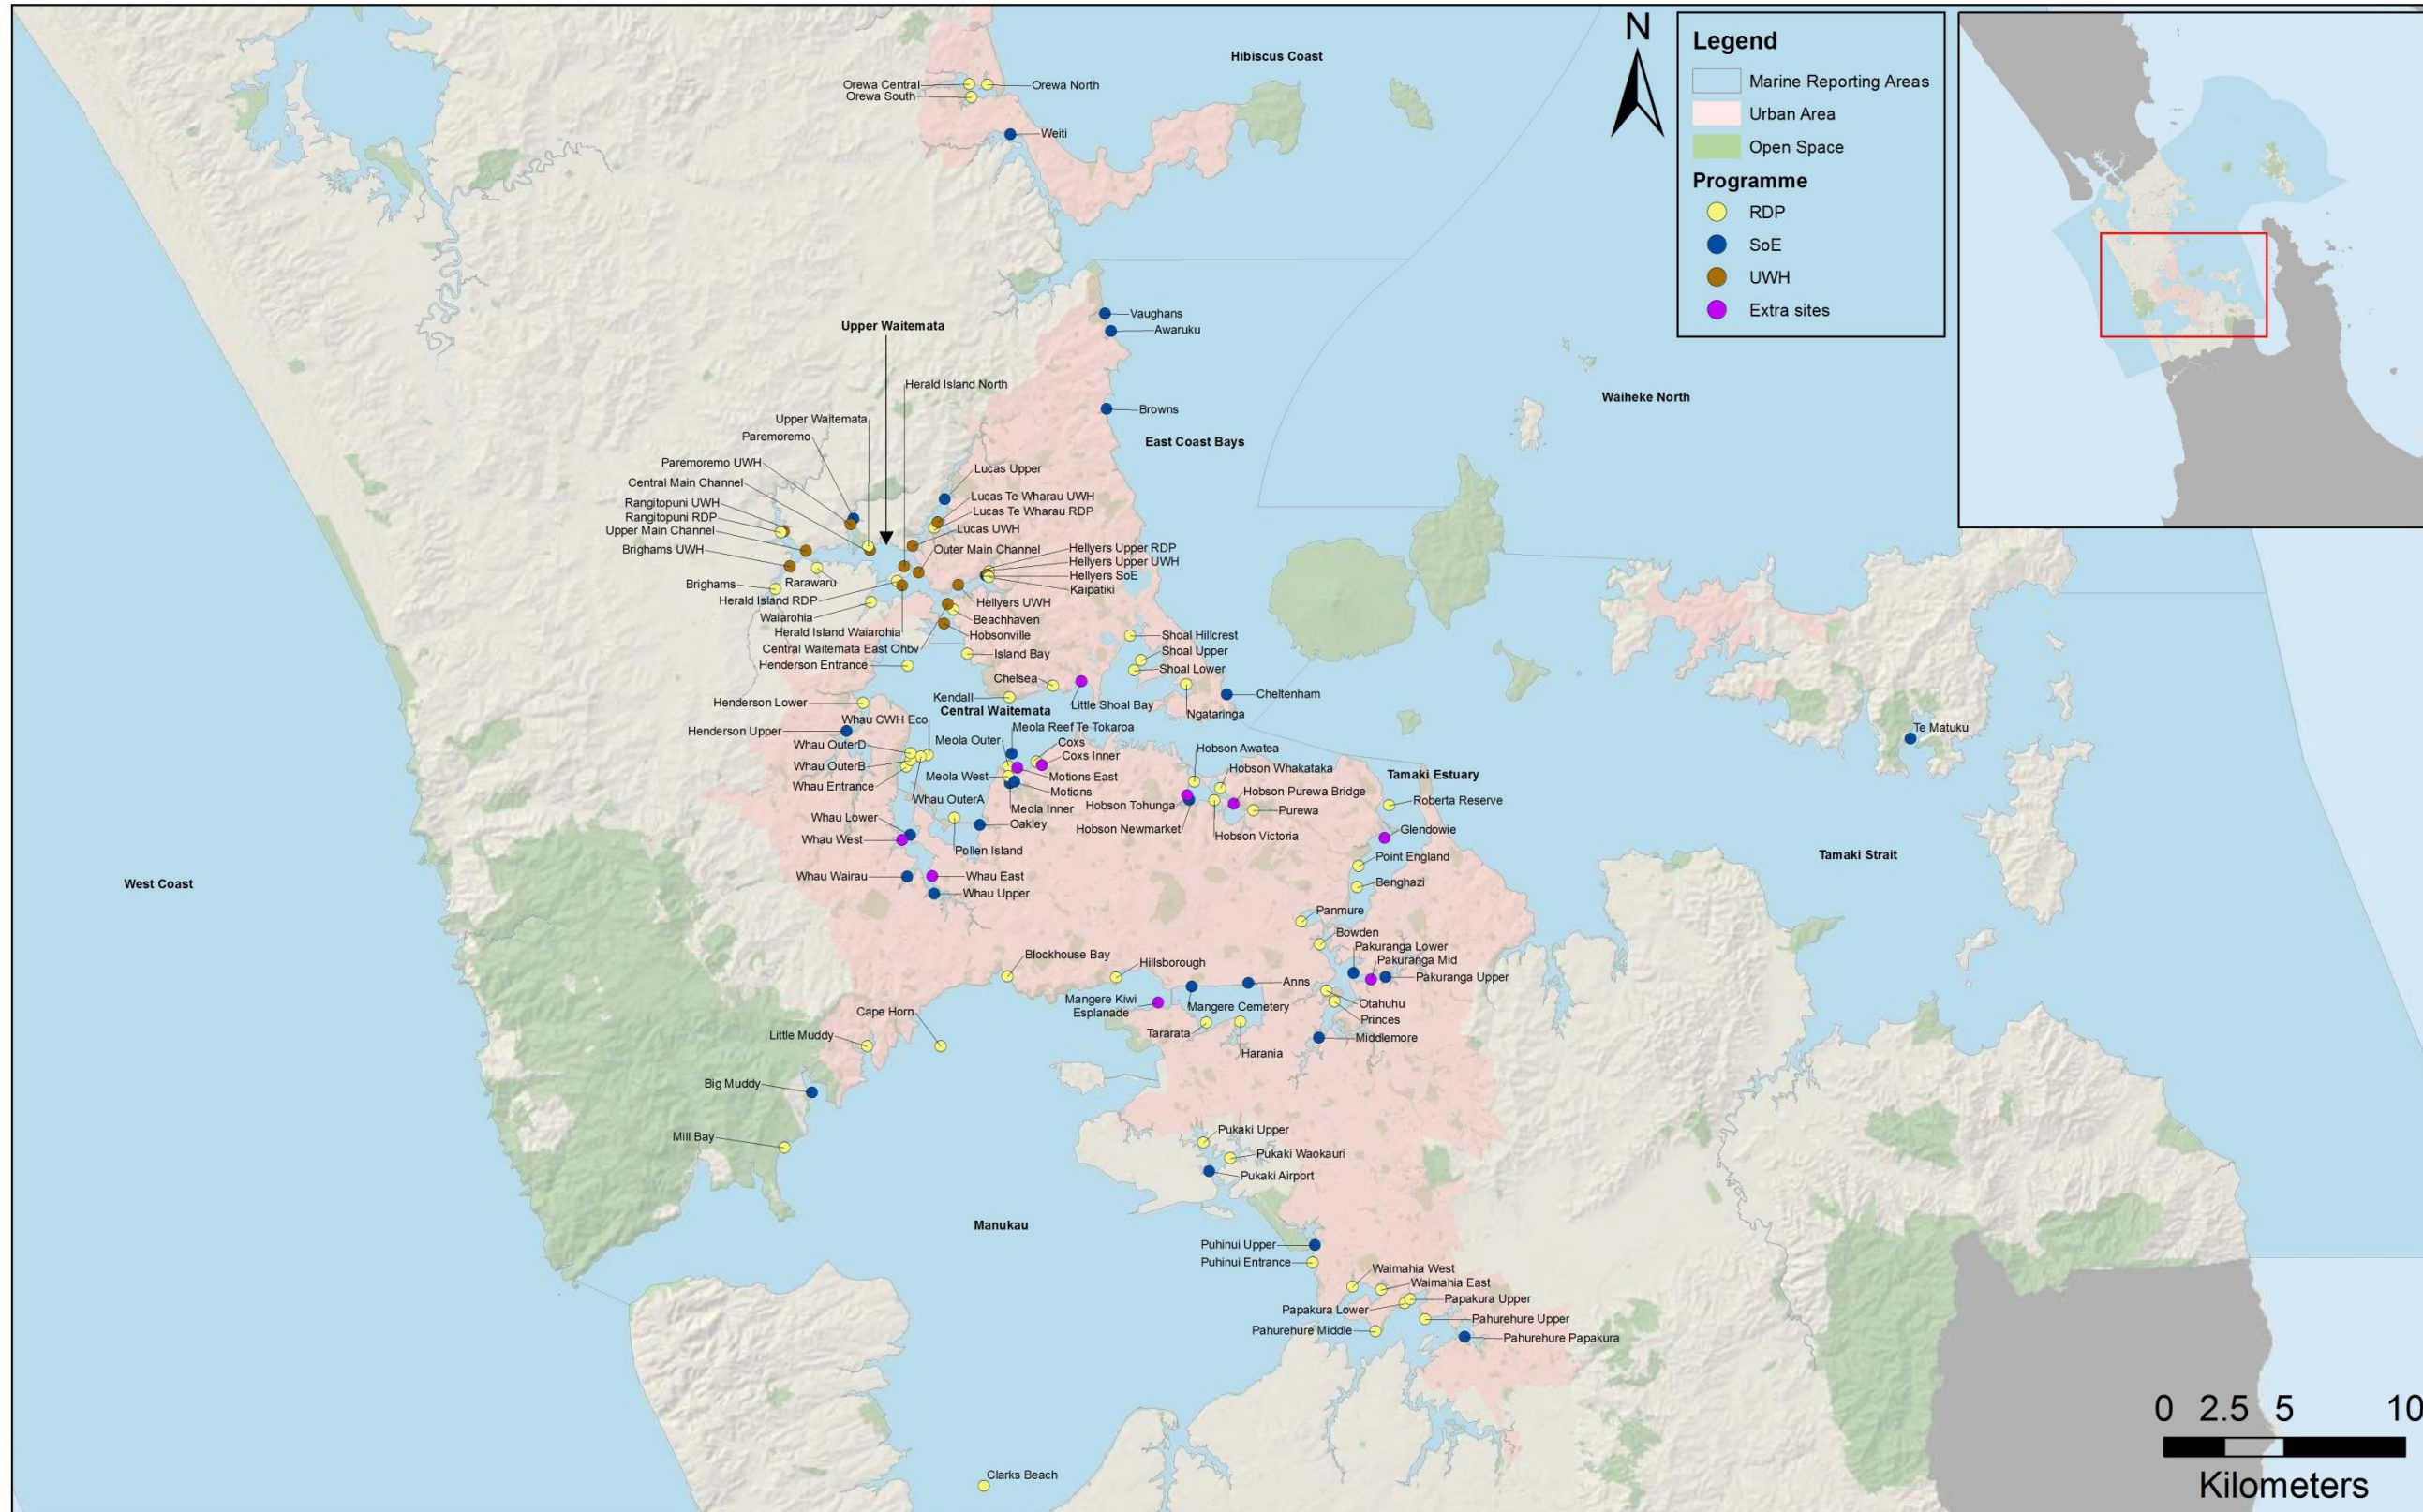 Hibiscus Coast
N
Legend
Marine Reporting Areas
Urban Area
Open Space
Programme
RDP
SoE
UWH
Extra sites
Orewa Central
Orewa North
Orewa South
Weiti
Vaughans
Awaruku
Upper Waitemata
Herald Island North
Waiheke North
Browns
Upper Waitemata
Paremoremo
East Coast Bays
Paremoremo UWH
Lucas Upper
Central Main Channel
Lucas Te Wharau UWH
Rangitopuni UWH
Lucas Te Wharau RDP
Rangitopuni RDP
Lucas UWH
Upper Main Channel
Brighams UWH
Outer Main Channel
Hellyers Upper RDP
Hellyers Upper UWH
Hellyers SoE
Kaipatiki
Brighams
Rarawaru
Herald Island RDP
Hellyers UWH
Waiarohia
Beachhaven
Herald Island Waiarohia
Hobsonville
Shoal Hillcrest
Central Waitemata East Ohbv
Island Bay
Shoal Upper
Henderson Entrance
Shoal Lower
Chelsea
Kendall
Cheltenham
Henderson Lower
Little Shoal Bay
Central Waitemata
Ngataringa
Whau CWH Eco
Meola Reef Te Tokaroa
Henderson Upper
Te Matuku
Meola Outer
Coxs
Whau OuterD
Hobson Awatea
Coxs Inner
Whau OuterB
Hobson Whakataka
Meola West
Motions East
Tamaki Estuary
Whau Entrance
Motions
Hobson Purewa Bridge
Whau OuterA
Roberta Reserve
Meola Inner
Hobson Tohunga
Purewa
Whau Lower
Oakley
Hobson Newmarket
Hobson Victoria
Glendowie
Whau West
Pollen Island
Point England
Tamaki Strait
Whau Wairau
Whau East
Benghazi
West Coast
Whau Upper
Panmure
Bowden
Pakuranga Lower
Blockhouse Bay
Hillsborough
Pakuranga Mid
Pakuranga Upper
Anns
Mangere Kiwi
Esplanade
Mangere Cemetery
Otahuhu
Cape Horn
Princes
Little Muddy
Tararata
Middlemore
Harania
Big Muddy
Mill Bay
Pukaki Upper
Pukaki Waokauri
Pukaki Airport
Manukau
Puhinui Upper
Puhinui Entrance
Waimahia West
Waimahia East
Papakura Upper
Papakura Lower
Pahurehure Upper
Pahurehure Middle
Pahurehure Papakura
Clarks Beach
0 2.5 5 10
Kilometers